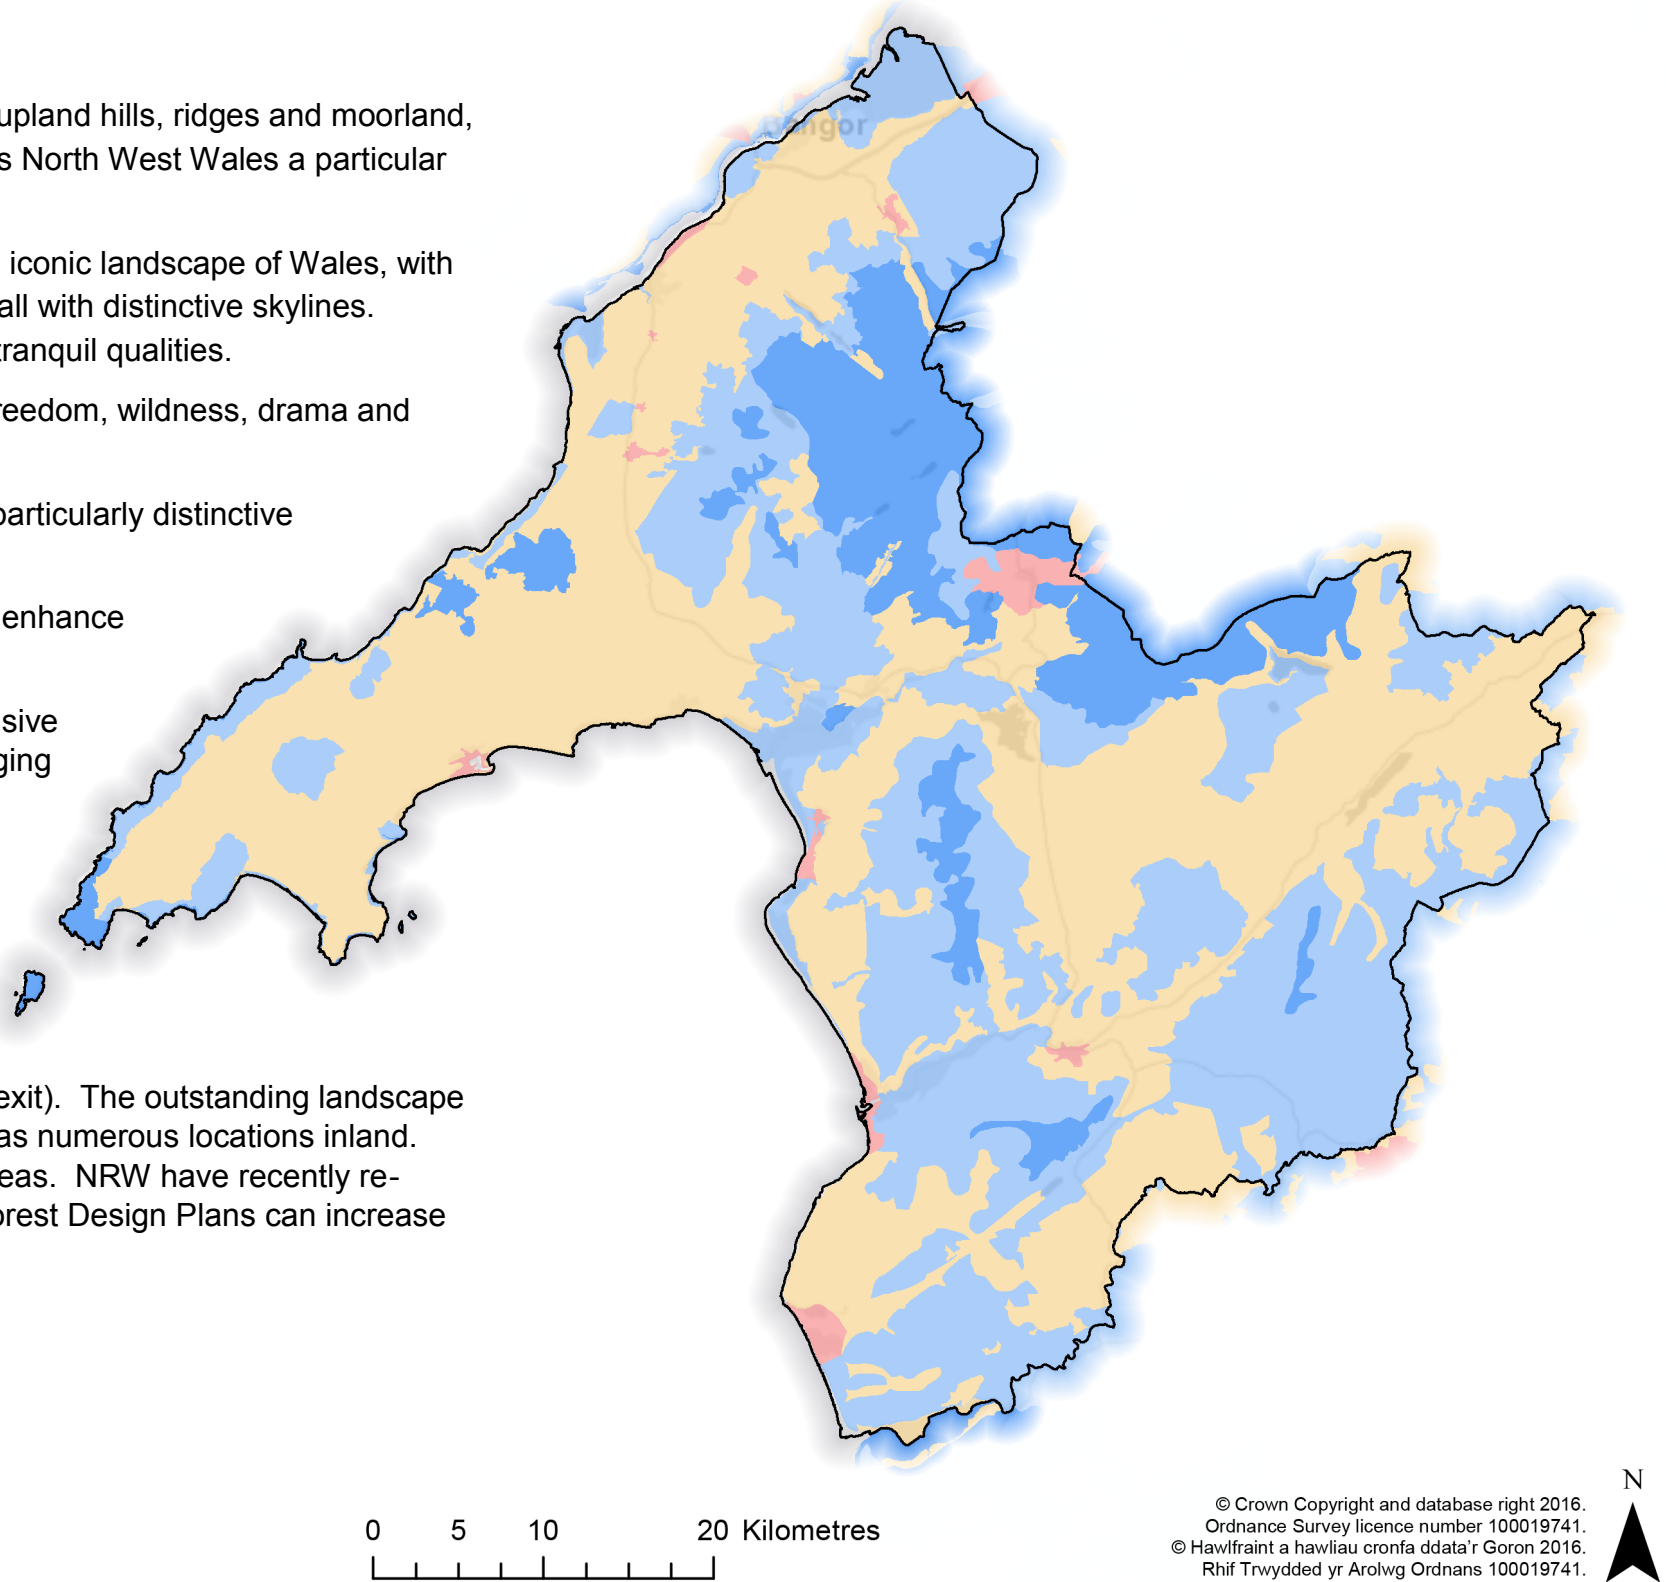 upland hills, ridges and moorland,
s North West Wales a particular
iconic landscape of Wales, with
all with distinctive skylines.
tranquil qualities.
reedom, wildness, drama and
particularly distinctive
enhance
sive
ging
exit). The outstanding landscape
as numerous locations inland.
eas. NRW have recently re-
orest Design Plans can increase
Bangor
0 5 10 20 Kilometres
N
© Crown Copyright and database right 2016.
Ordnance Survey licence number 100019741.
© Hawlfraint a hawliau cronfa ddata’r Goron 2016.
Rhif Trwydded yr Arolwg Ordnans 100019741.